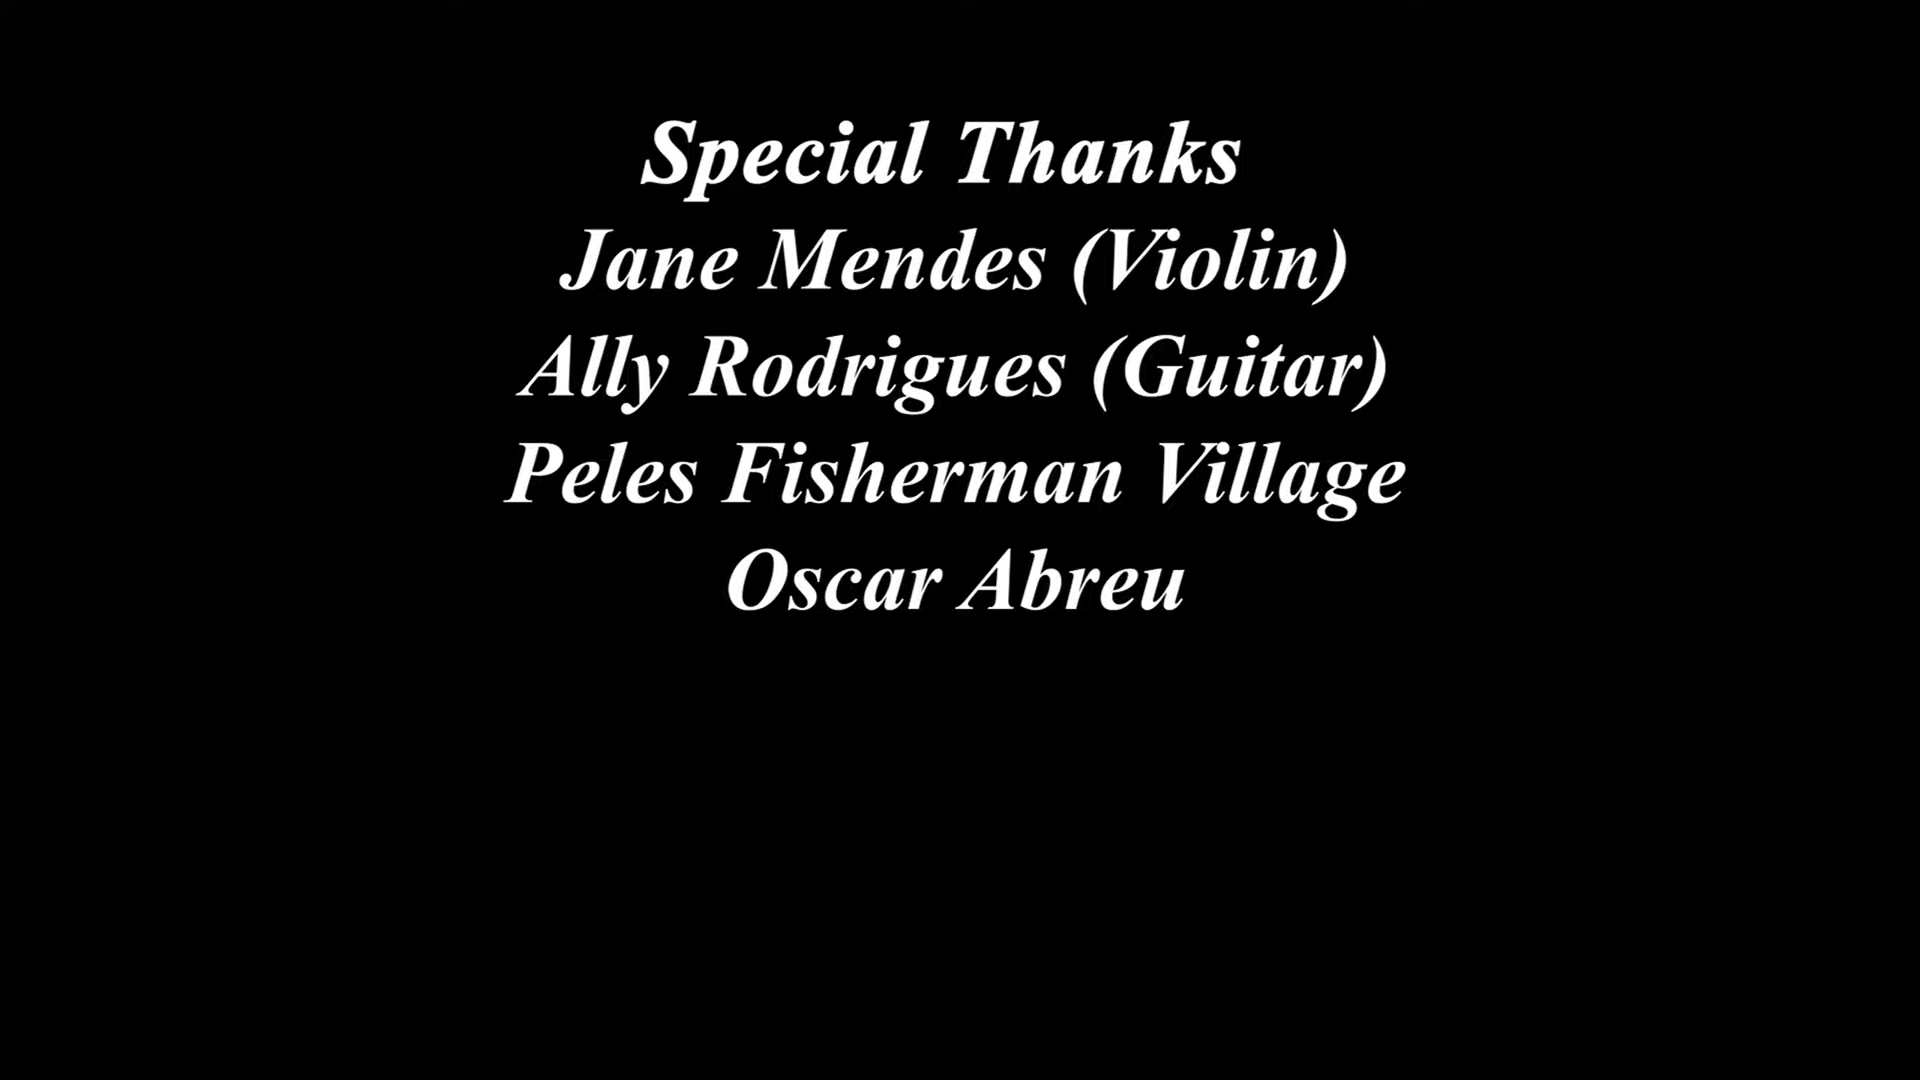 Special Thanks
Jane Mendes (Violin)
Ally Rodrigues (Guitar)
Peles Fisherman Village
Oscar Abreu